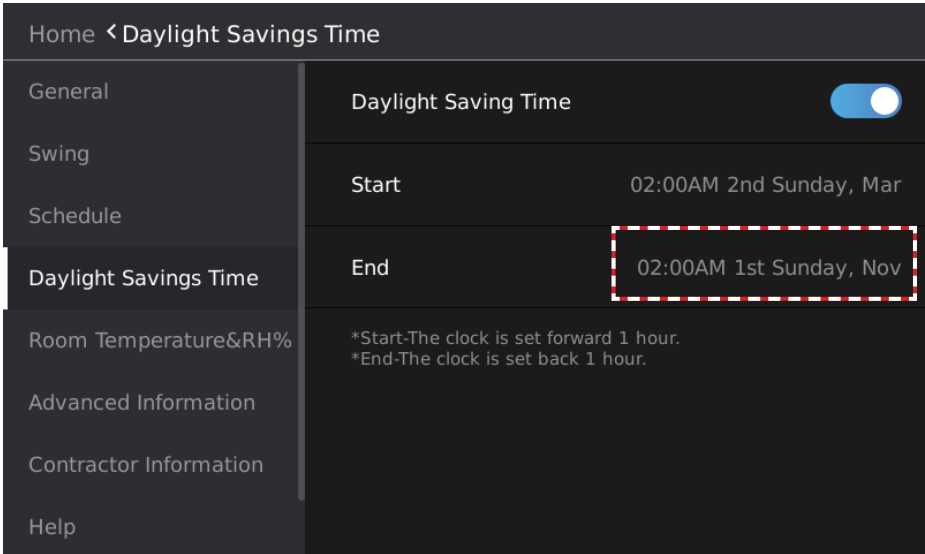 Home < Daylight Savings Time
General
Swing
Schedule
Daylight Savings Time
Room Temperature&RH%
Advanced Information
Contractor Information
Help
Daylight Saving Time
Start 02:00AM 2nd Sunday, Mar
End 02:00AM 1st Sunday, Nov
*Start-The clock is set forward 1 hour.
*End-The clock is set back 1 hour.